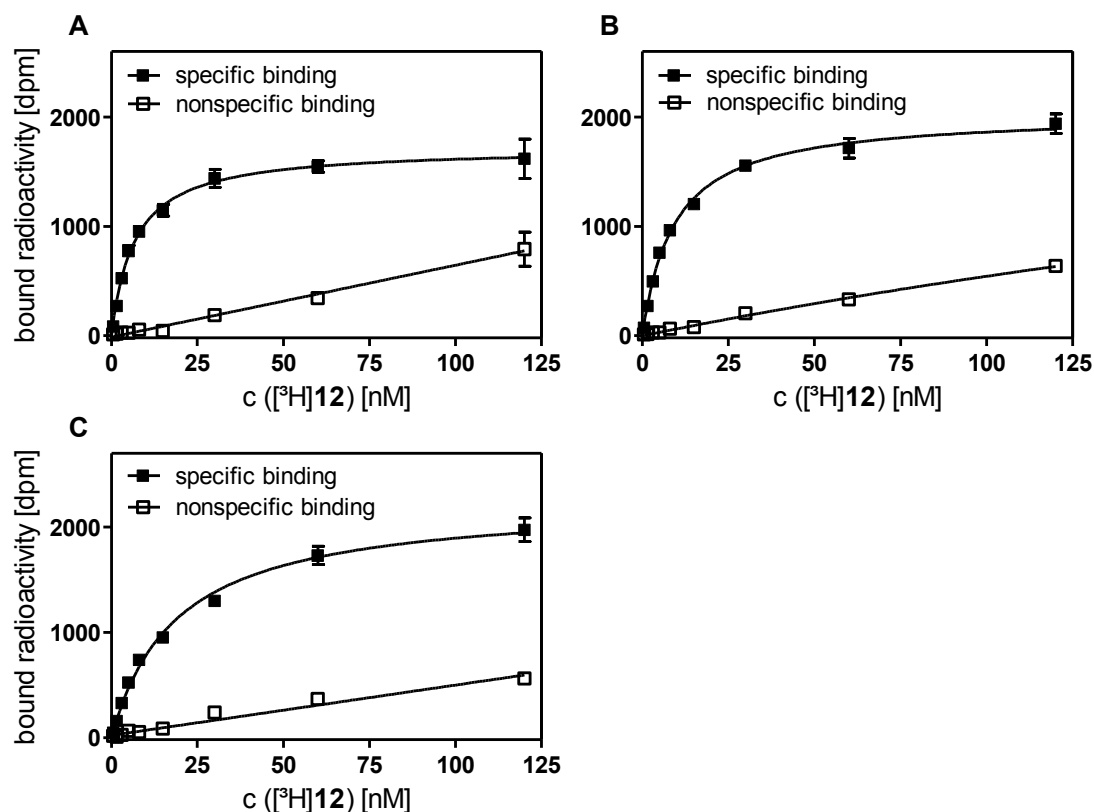 A
bound radioactivity [dpm]
specific binding
nonspecific binding
2000
1000
0
0 25 50 75 100 125
c ([³H]12) [nM]
B
specific binding
nonspecific binding
2000
1000
0
0 25 50 75 100 125
c ([³H]12) [nM]
C
bound radioactivity [dpm]
specific binding
nonspecific binding
2000
1000
0
0 25 50 75 100 125
c ([³H]12) [nM]